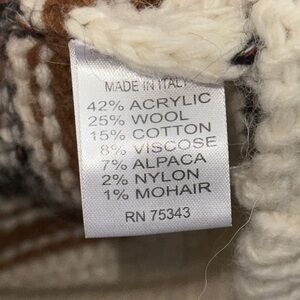 MADE IN ITALY
42% ACRYLIC
25% WOOL
15% COTTON
8% VISCOSE
7% ALPACA
2% NYLON
1% MOHAIR
RN 75343